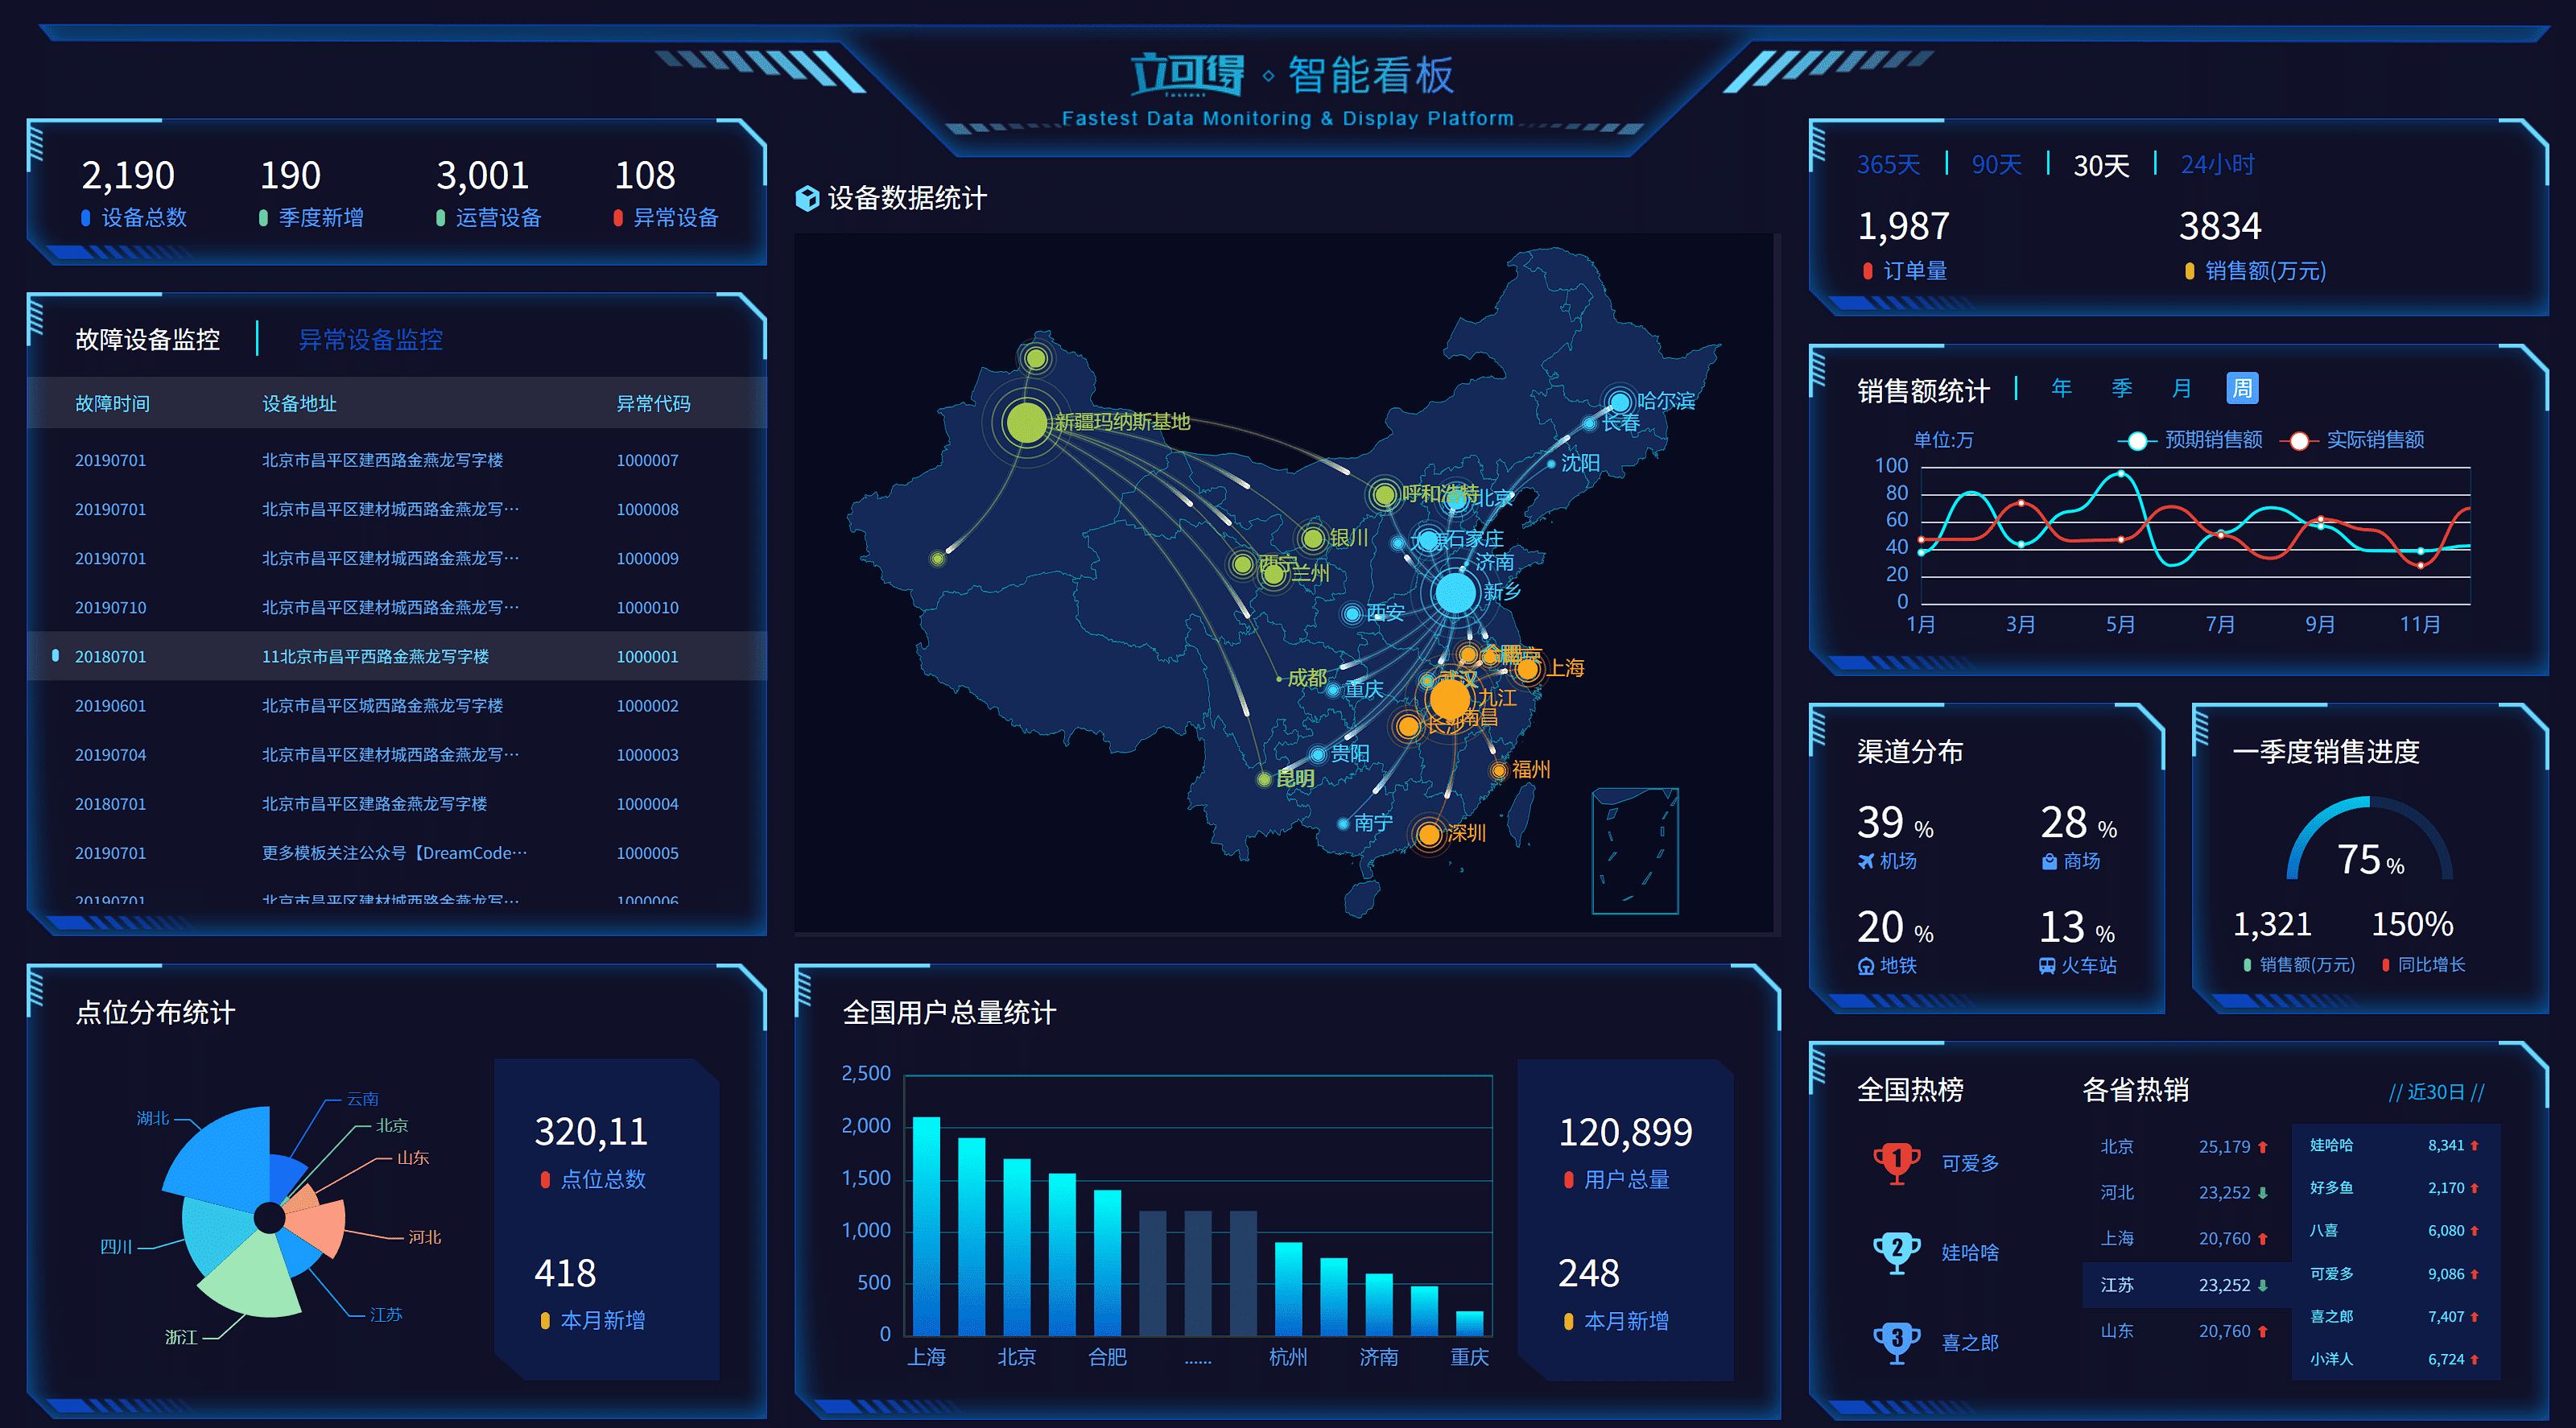 立可得 · 智能看板
Fastest
Fastest Data Monitoring & Display Platform
2,190 190 3,001 108
设备总数 季度新增 运营设备 异常设备
故障设备监控 异常设备监控
故障时间 设备地址 异常代码
20190701 北京市昌平区建西路金燕龙写字楼 1000007
20190701 北京市昌平区建材城西路金燕龙写… 1000008
20190701 北京市昌平区建材城西路金燕龙写… 1000009
20190710 北京市昌平区建材城西路金燕龙写… 1000010
20180701 11北京市昌平西路金燕龙写字楼 1000001
20190601 北京市昌平区城西路金燕龙写字楼 1000002
20190704 北京市昌平区建材城西路金燕龙写… 1000003
20180701 北京市昌平区建路金燕龙写字楼 1000004
20190701 更多模板关注公众号【DreamCode… 1000005
20190701 北京市昌平区建材城西路金燕龙写… 1000006
点位分布统计
云南
北京
山东
河北
江苏
浙江
四川
湖北
320,11
点位总数
418
本月新增
设备数据统计
新疆玛纳斯基地
哈尔滨
长春
沈阳
呼和浩特
北京
银川
石家庄
西宁
兰州
济南
新乡
西安
上海
成都
重庆
武汉
九江
南昌
贵阳
福州
昆明
南宁
深圳
全国用户总量统计
2,500
2,000
1,500
1,000
500
0
上海 北京 合肥 ...... 杭州 济南 重庆
120,899
用户总量
248
本月新增
365天 90天 30天 24小时
1,987 3834
订单量 销售额(万元)
销售额统计 年 季 月 周
单位:万 预期销售额 实际销售额
100
80
60
40
20
0
1月 3月 5月 7月 9月 11月
渠道分布
39 % 28 %
机场 商场
20 % 13 %
地铁 火车站
一季度销售进度
75 %
1,321 150%
销售额(万元) 同比增长
全国热榜
1 可爱多
2 娃哈啥
3 喜之郎
各省热销 // 近30日 //
北京 25,179
河北 23,252
上海 20,760
江苏 23,252
山东 20,760
娃哈哈 8,341
好多鱼 2,170
八喜 6,080
可爱多 9,086
喜之郎 7,407
小洋人 6,724